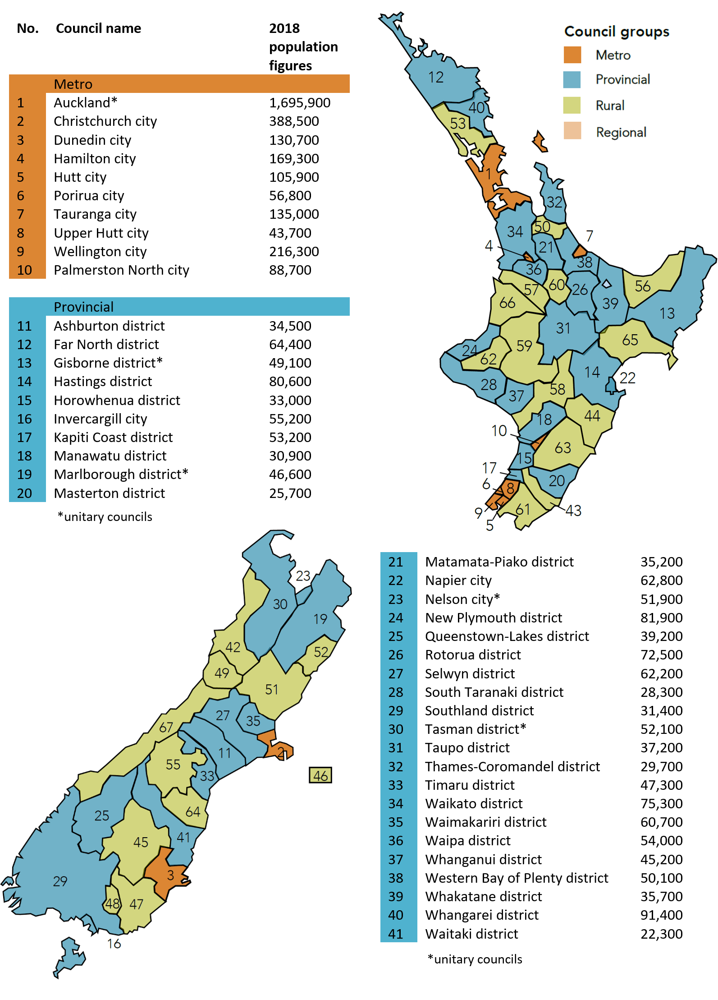 No. Council name 2018
population
figures
Metro
1 Auckland* 1,695,900
2 Christchurch city 388,500
3 Dunedin city 130,700
4 Hamilton city 169,300
5 Hutt city 105,900
6 Porirua city 56,800
7 Tauranga city 135,000
8 Upper Hutt city 43,700
9 Wellington city 216,300
10 Palmerston North city 88,700
Provincial
11 Ashburton district 34,500
12 Far North district 64,400
13 Gisborne district* 49,100
14 Hastings district 80,600
15 Horowhenua district 33,000
16 Invercargill city 55,200
17 Kapiti Coast district 53,200
18 Manawatu district 30,900
19 Marlborough district* 46,600
20 Masterton district 25,700
*unitary councils
Council groups
Metro
Provincial
Rural
Regional
12
40
53
1
32
50
34
7
4
21
38
36
60
57
26
56
66
39
13
31
65
24
59
62
14
22
28
58
37
18
44
10
63
15
17
20
6
8
61
43
9
5
23
30
19
42
52
49
51
27
35
67
11
2
55
33
46
64
25
41
45
3
29
48
47
16
21 Matamata-Piako district 35,200
22 Napier city 62,800
23 Nelson city* 51,900
24 New Plymouth district 81,900
25 Queenstown-Lakes district 39,200
26 Rotorua district 72,500
27 Selwyn district 62,200
28 South Taranaki district 28,300
29 Southland district 31,400
30 Tasman district* 52,100
31 Taupo district 37,200
32 Thames-Coromandel district 29,700
33 Timaru district 47,300
34 Waikato district 75,300
35 Waimakariri district 60,700
36 Waipa district 54,000
37 Whanganui district 45,200
38 Western Bay of Plenty district 50,100
39 Whakatane district 35,700
40 Whangarei district 91,400
41 Waitaki district 22,300
*unitary councils